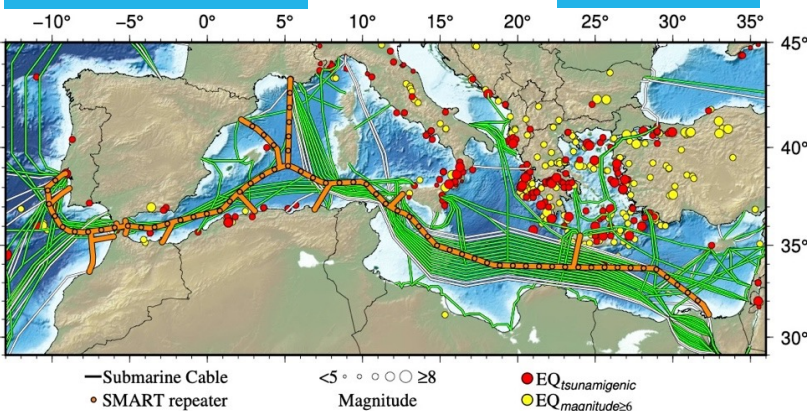 −10° −5° 0° 5° 10° 15° 20° 25° 30° 35°
45°
40°
35°
30°
Submarine Cable <5 ≥8 EQtsunamigenic
SMART repeater Magnitude EQmagnitude≥6